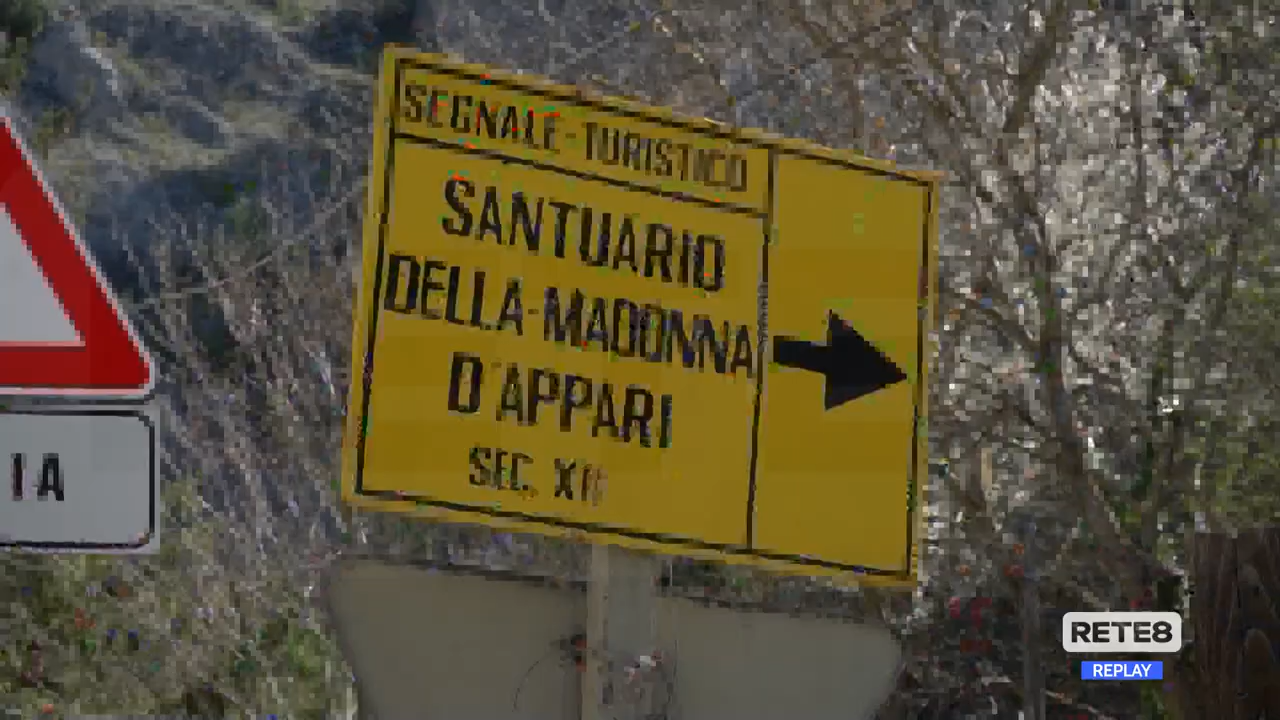 SEGNALE-TURISTICO
SANTUARIO
DELLA-MADONNA
D'APPARI
SEC. XII
IA
RETE8
REPLAY